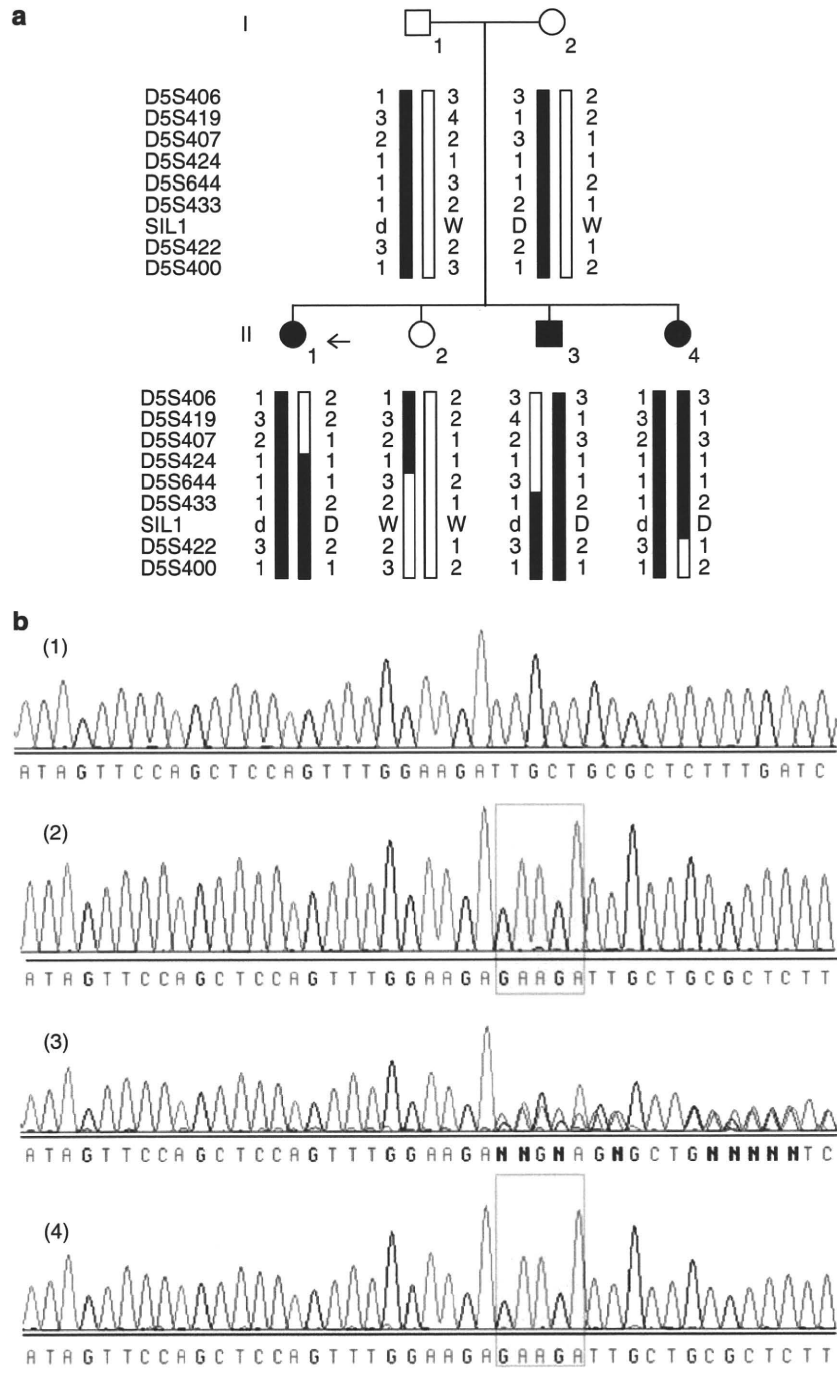 a
I
1 2
D5S406 1 3 3 2
D5S419 3 4 1 2
D5S407 2 2 3 1
D5S424 1 1 1 1
D5S644 1 3 1 2
D5S433 1 2 2 1
SIL1 d W D W
D5S422 3 2 2 1
D5S400 1 3 1 2
II
1 2 3 4
D5S406 1 2 1 2 3 3 1 3
D5S419 3 2 3 2 4 1 3 1
D5S407 2 1 2 1 2 3 2 3
D5S424 1 1 1 1 1 1 1 1
D5S644 1 1 3 2 3 1 1 1
D5S433 1 2 2 1 1 2 1 2
SIL1 d D W W d D d D
D5S422 3 2 2 1 3 2 3 1
D5S400 1 1 3 2 1 1 1 2
b
(1)
A T A G T T C C A G C T C C A G T T T G G A A G A T T G C T G C G C T C T T T G A T C
(2)
A T A G T T C C A G C T C C A G T T T G G A A G A G A A G A T T G C T G C G C T C T T
(3)
A T A G T T C C A G C T C C A G T T T G G A A G A N N G N A G N G C T G N N N N N T C
(4)
A T A G T T C C A G C T C C A G T T T G G A A G A G A A G A T T G C T G C G C T C T T